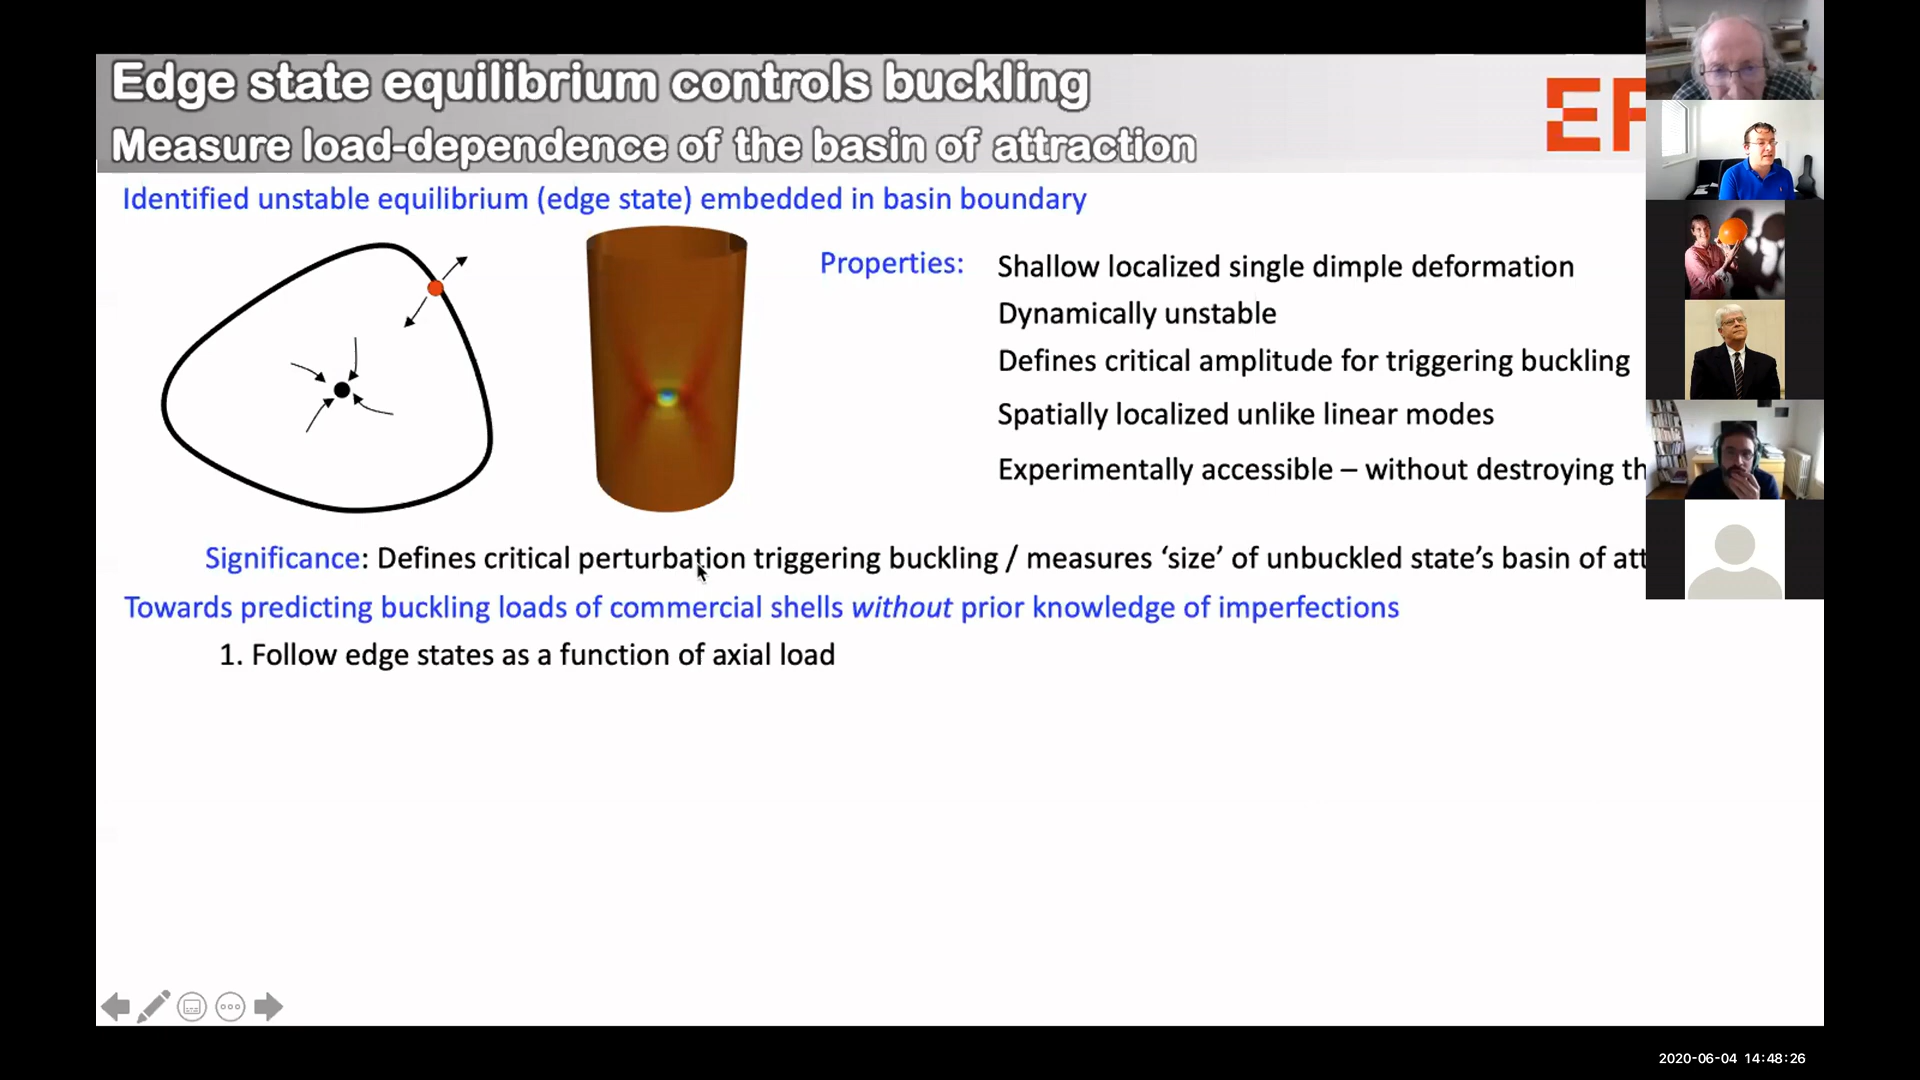 Edge state equilibrium controls buckling
Measure load-dependence of the basin of attraction
Identified unstable equilibrium (edge state) embedded in basin boundary
Properties:
Shallow localized single dimple deformation
Dynamically unstable
Defines critical amplitude for triggering buckling
Spatially localized unlike linear modes
Experimentally accessible – without destroying th
Significance: Defines critical perturbation triggering buckling / measures ‘size’ of unbuckled state’s basin of att
Towards predicting buckling loads of commercial shells without prior knowledge of imperfections
1. Follow edge states as a function of axial load
2020-06-04 14:48:26